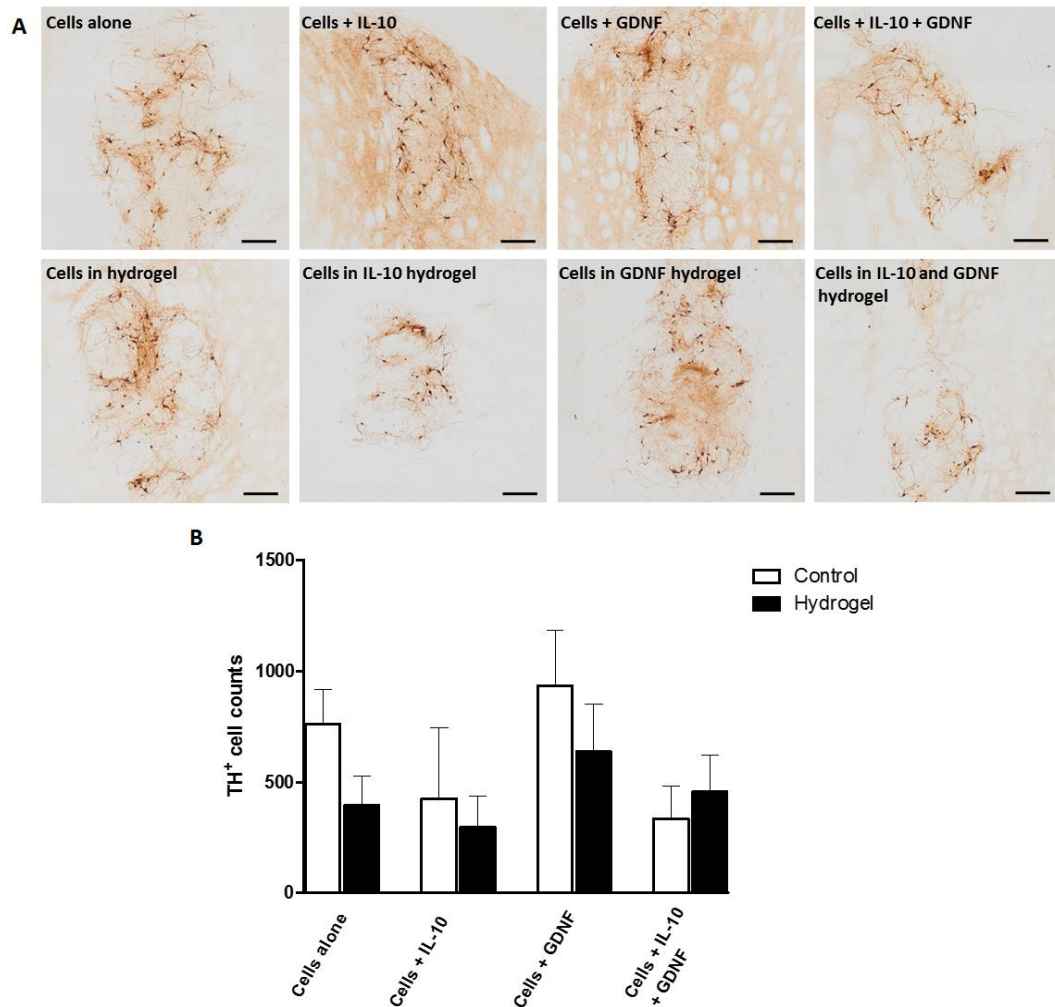 A
Cells alone
Cells + IL-10
Cells + GDNF
Cells + IL-10 + GDNF
Cells in hydrogel
Cells in IL-10 hydrogel
Cells in GDNF hydrogel
Cells in IL-10 and GDNF
hydrogel
B
1500
1000
500
0
TH⁺ cell counts
Control
Hydrogel
Cells alone
Cells + IL-10
Cells + GDNF
Cells + IL-10
+ GDNF